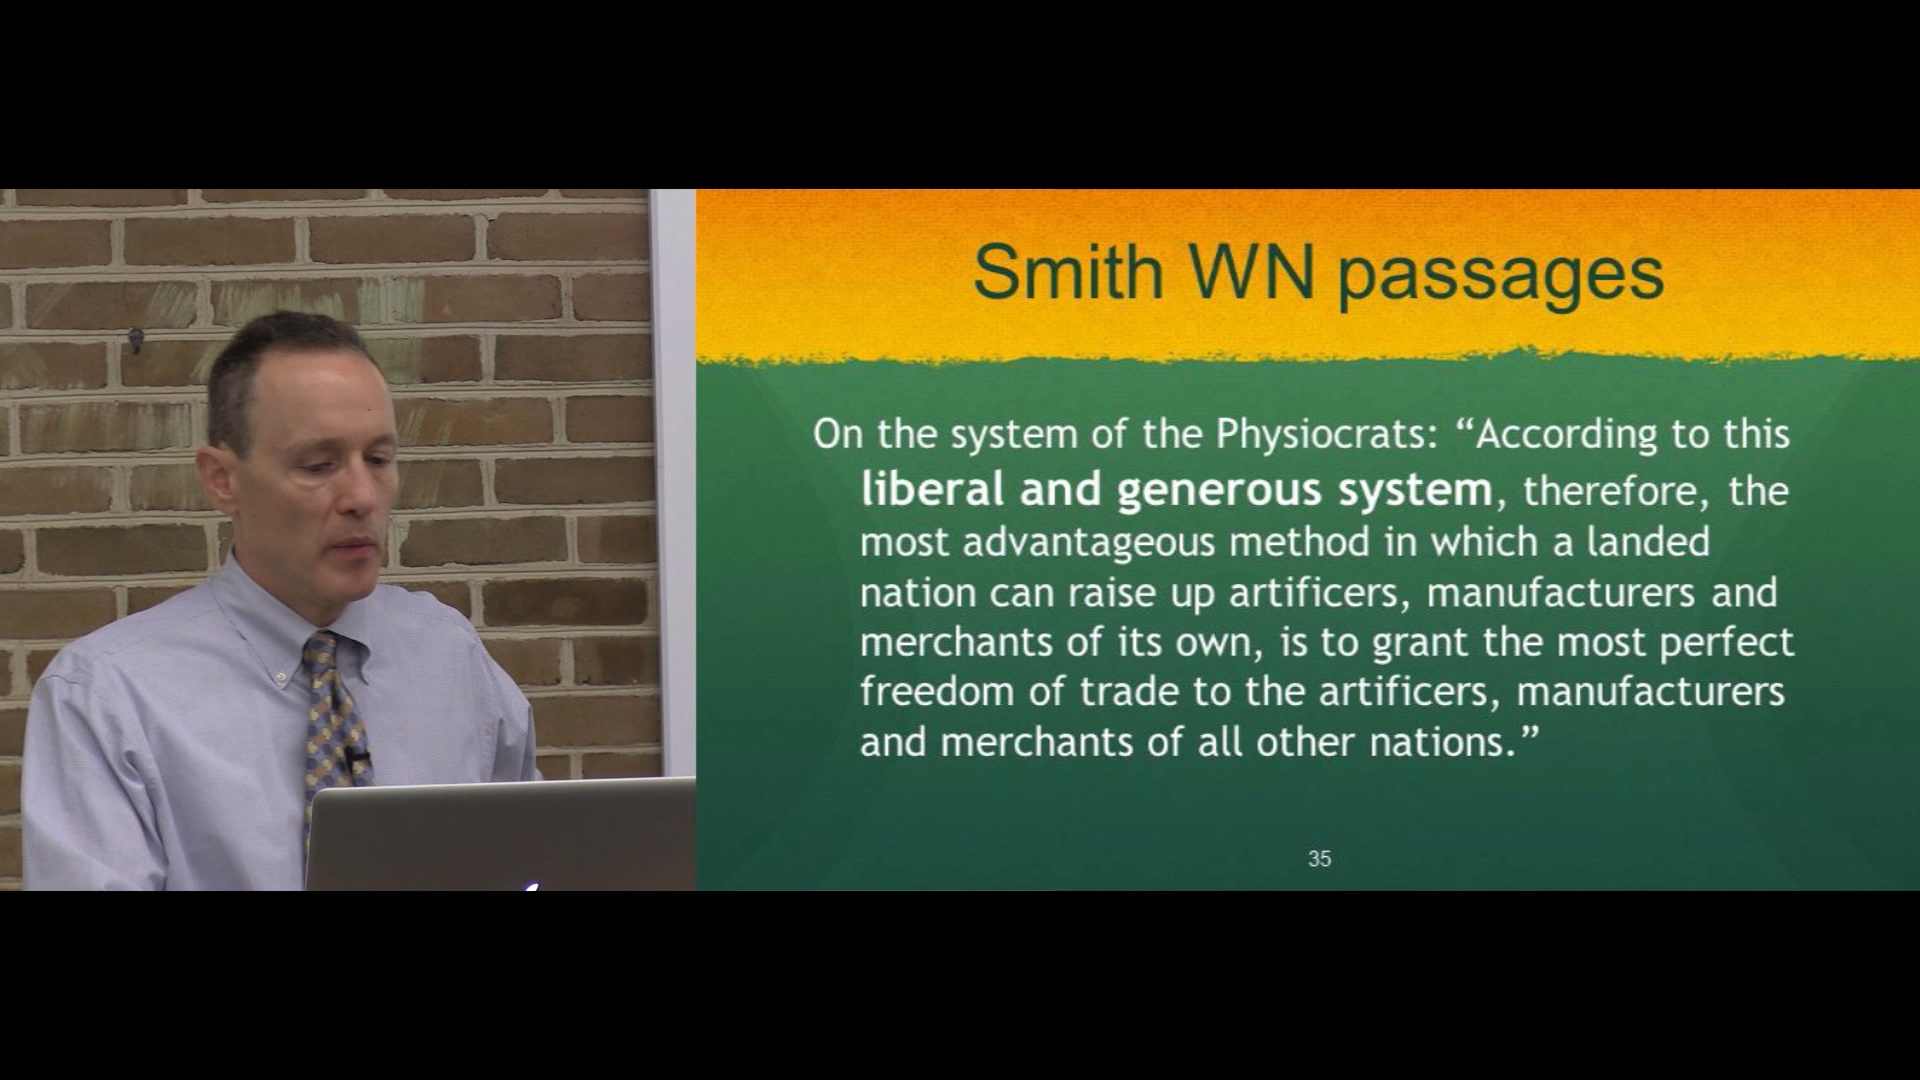 Smith WN passages
On the system of the Physiocrats: “According to this
liberal and generous system, therefore, the
most advantageous method in which a landed
nation can raise up artificers, manufacturers and
merchants of its own, is to grant the most perfect
freedom of trade to the artificers, manufacturers
and merchants of all other nations.”
35